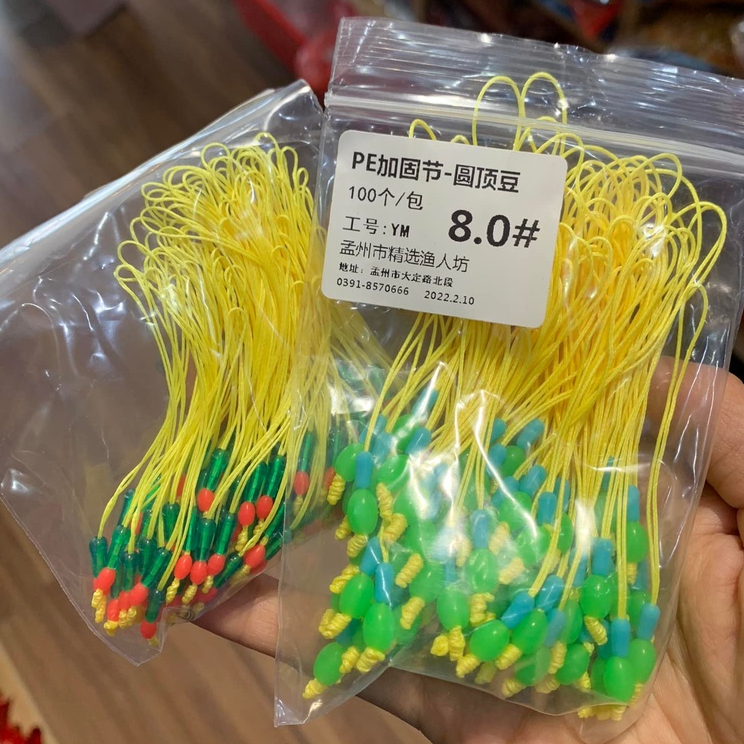 PE加固节-圆顶豆
100个/包
工号:YM 8.0#
孟州市精选渔人坊
地址:孟州市大定路北段
0391-8570666 2022.2.10